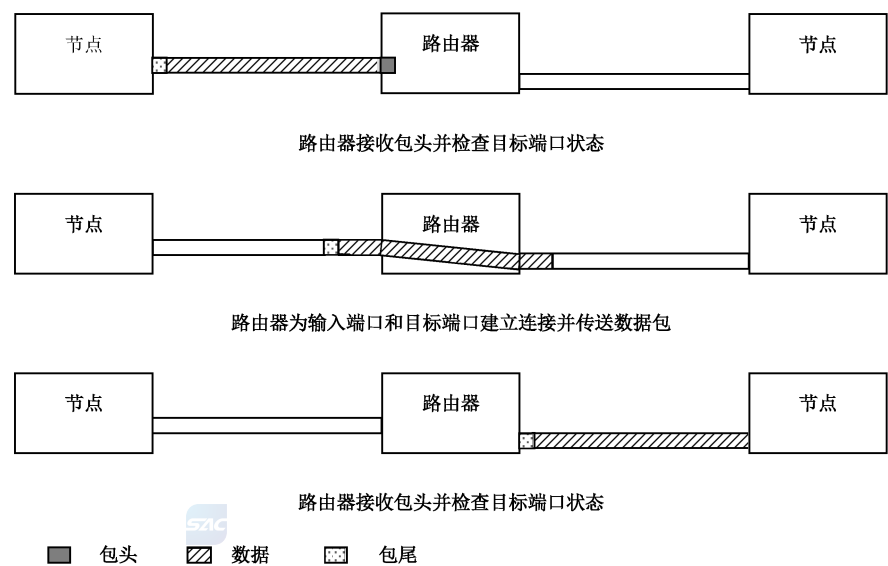 节点 路由器 节点
路由器接收包头并检查目标端口状态
节点 路由器 节点
路由器为输入端口和目标端口建立连接并传送数据包
节点 路由器 节点
路由器接收包头并检查目标端口状态
SZIC
包头 数据 包尾